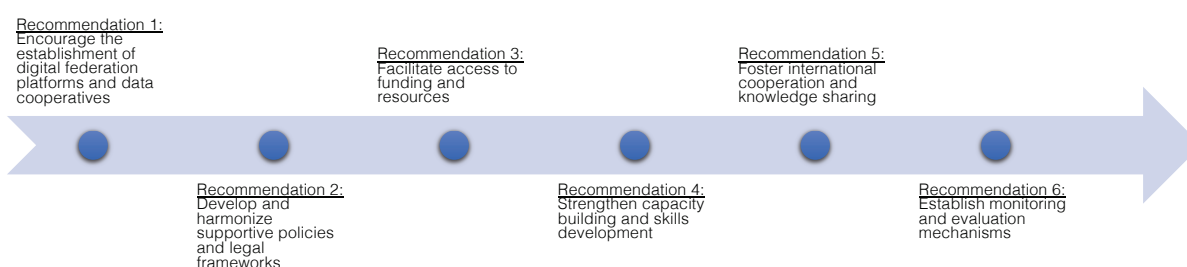 Recommendation 1:
Encourage the
establishment of
digital federation
platforms and data
cooperatives
Recommendation 2:
Develop and
harmonize
supportive policies
and legal
frameworks
Recommendation 3:
Facilitate access to
funding and
resources
Recommendation 4:
Strengthen capacity
building and skills
development
Recommendation 5:
Foster international
cooperation and
knowledge sharing
Recommendation 6:
Establish monitoring
and evaluation
mechanisms